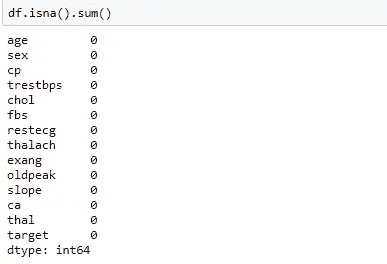 df.isna().sum()
age 0
sex 0
cp 0
trestbps 0
chol 0
fbs 0
restecg 0
thalach 0
exang 0
oldpeak 0
slope 0
ca 0
thal 0
target 0
dtype: int64